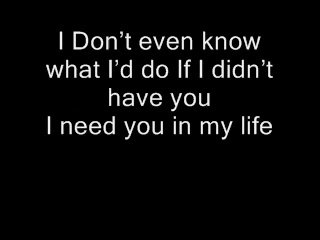 I Don’t even know
what I’d do If I didn’t
have you
I need you in my life